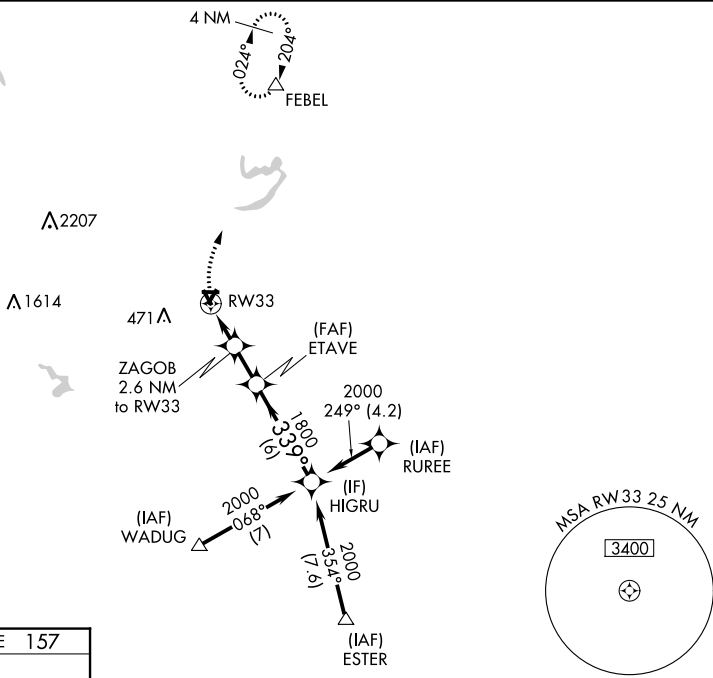 4 NM
024°
204°
FEBEL
2207
1614
471
RW33
(FAF)
ETAVE
ZAGOB
2.6 NM
to RW33
2000
249° (4.2)
1800
339°
(6)
(IAF)
RUREE
(IF)
HIGRU
2000
068°
(7)
(IAF)
WADUG
2000
354°
(7.6)
(IAF)
ESTER
MSA RW33 25 NM
3400
E 157